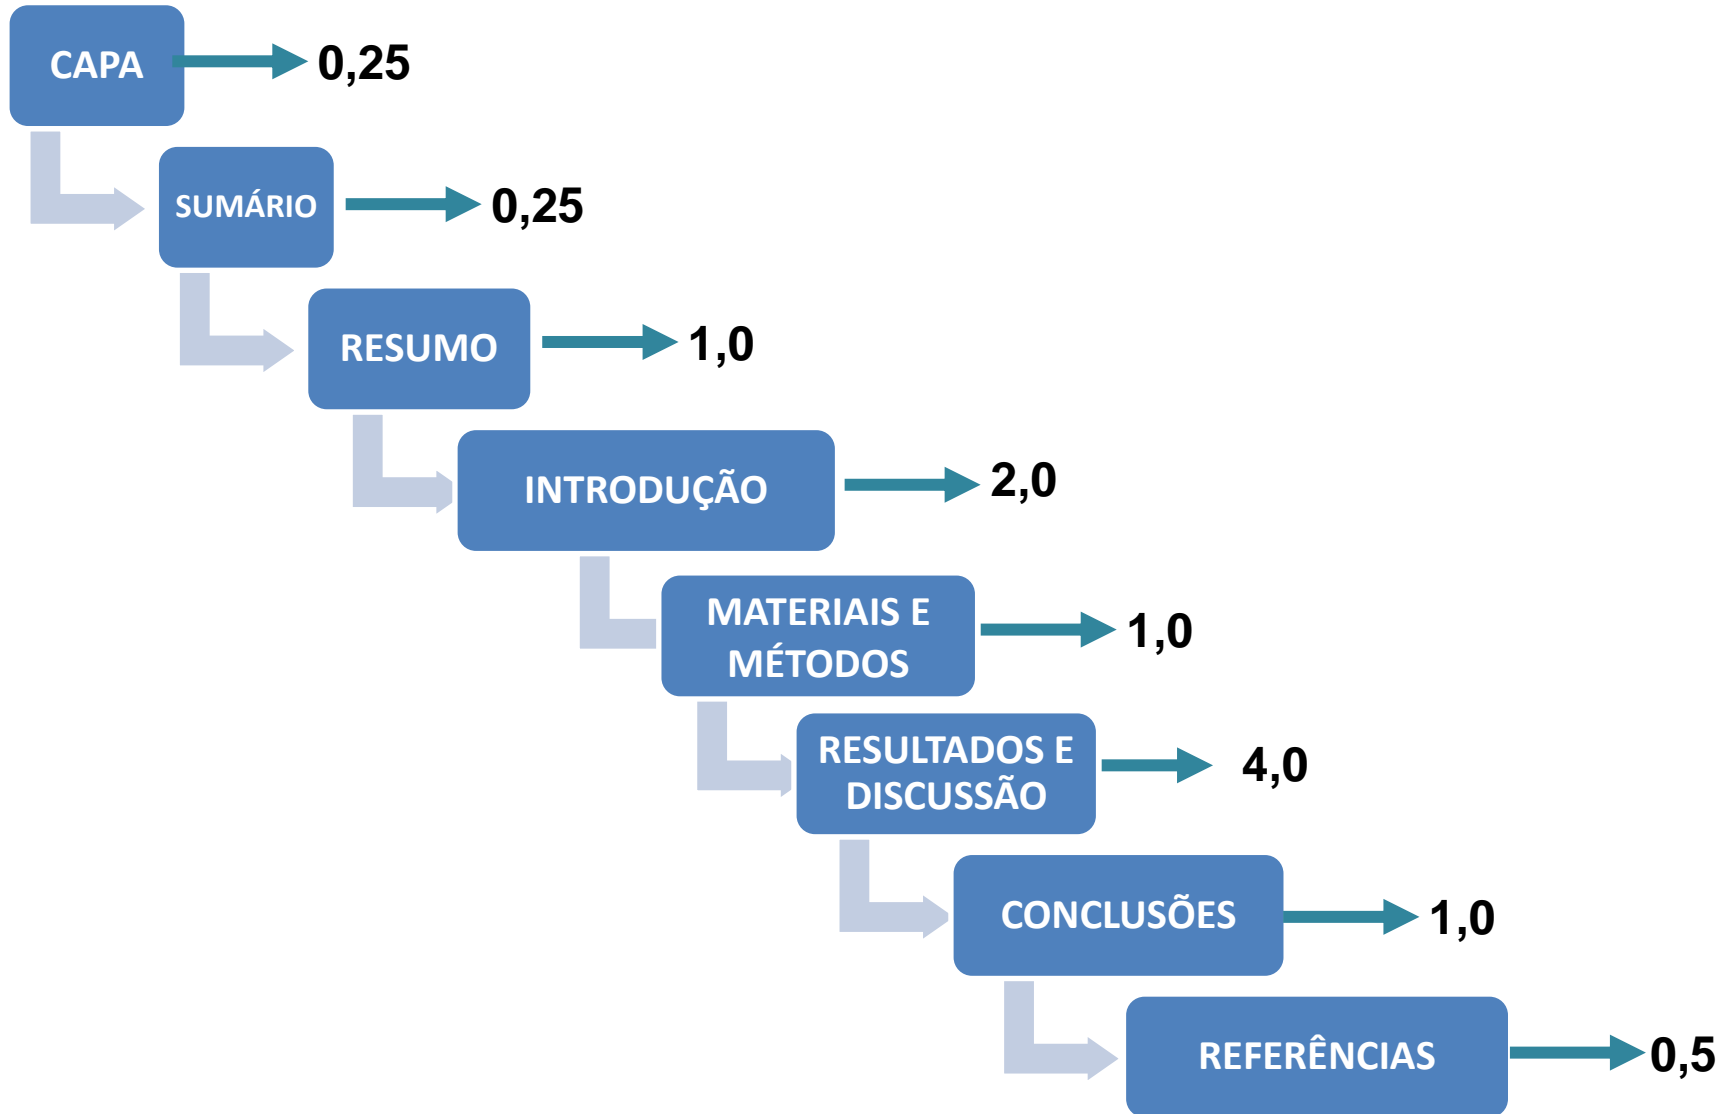 CAPA
0,25
SUMÁRIO
0,25
RESUMO
1,0
INTRODUÇÃO
2,0
MATERIAIS E
MÉTODOS
1,0
RESULTADOS E
DISCUSSÃO
4,0
CONCLUSÕES
1,0
REFERÊNCIAS
0,5